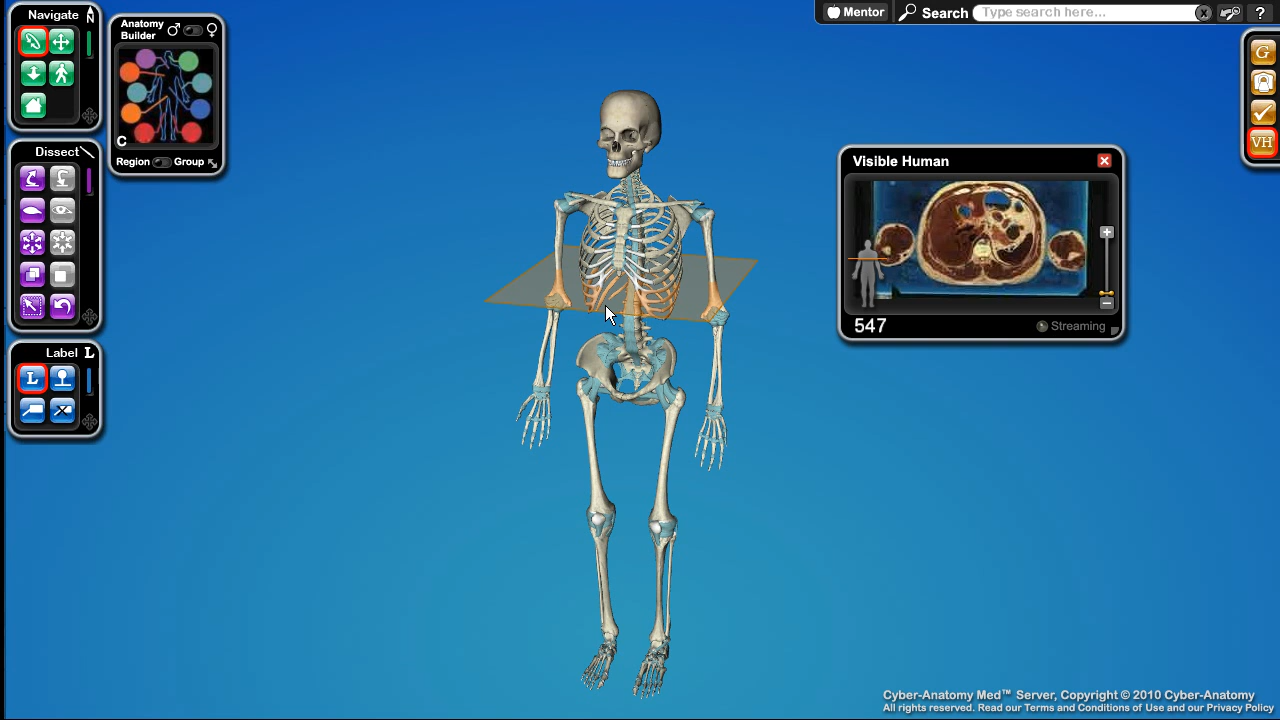 Navigate N
Anatomy
Builder
C
Region Group
Dissect
Label L
L
Mentor
Search Type search here... X ?
G
VH
Visible Human X
547 Streaming
Cyber-Anatomy Med™ Server, Copyright © 2010 Cyber-Anatomy
All rights reserved. Read our Terms and Conditions of Use and our Privacy Policy